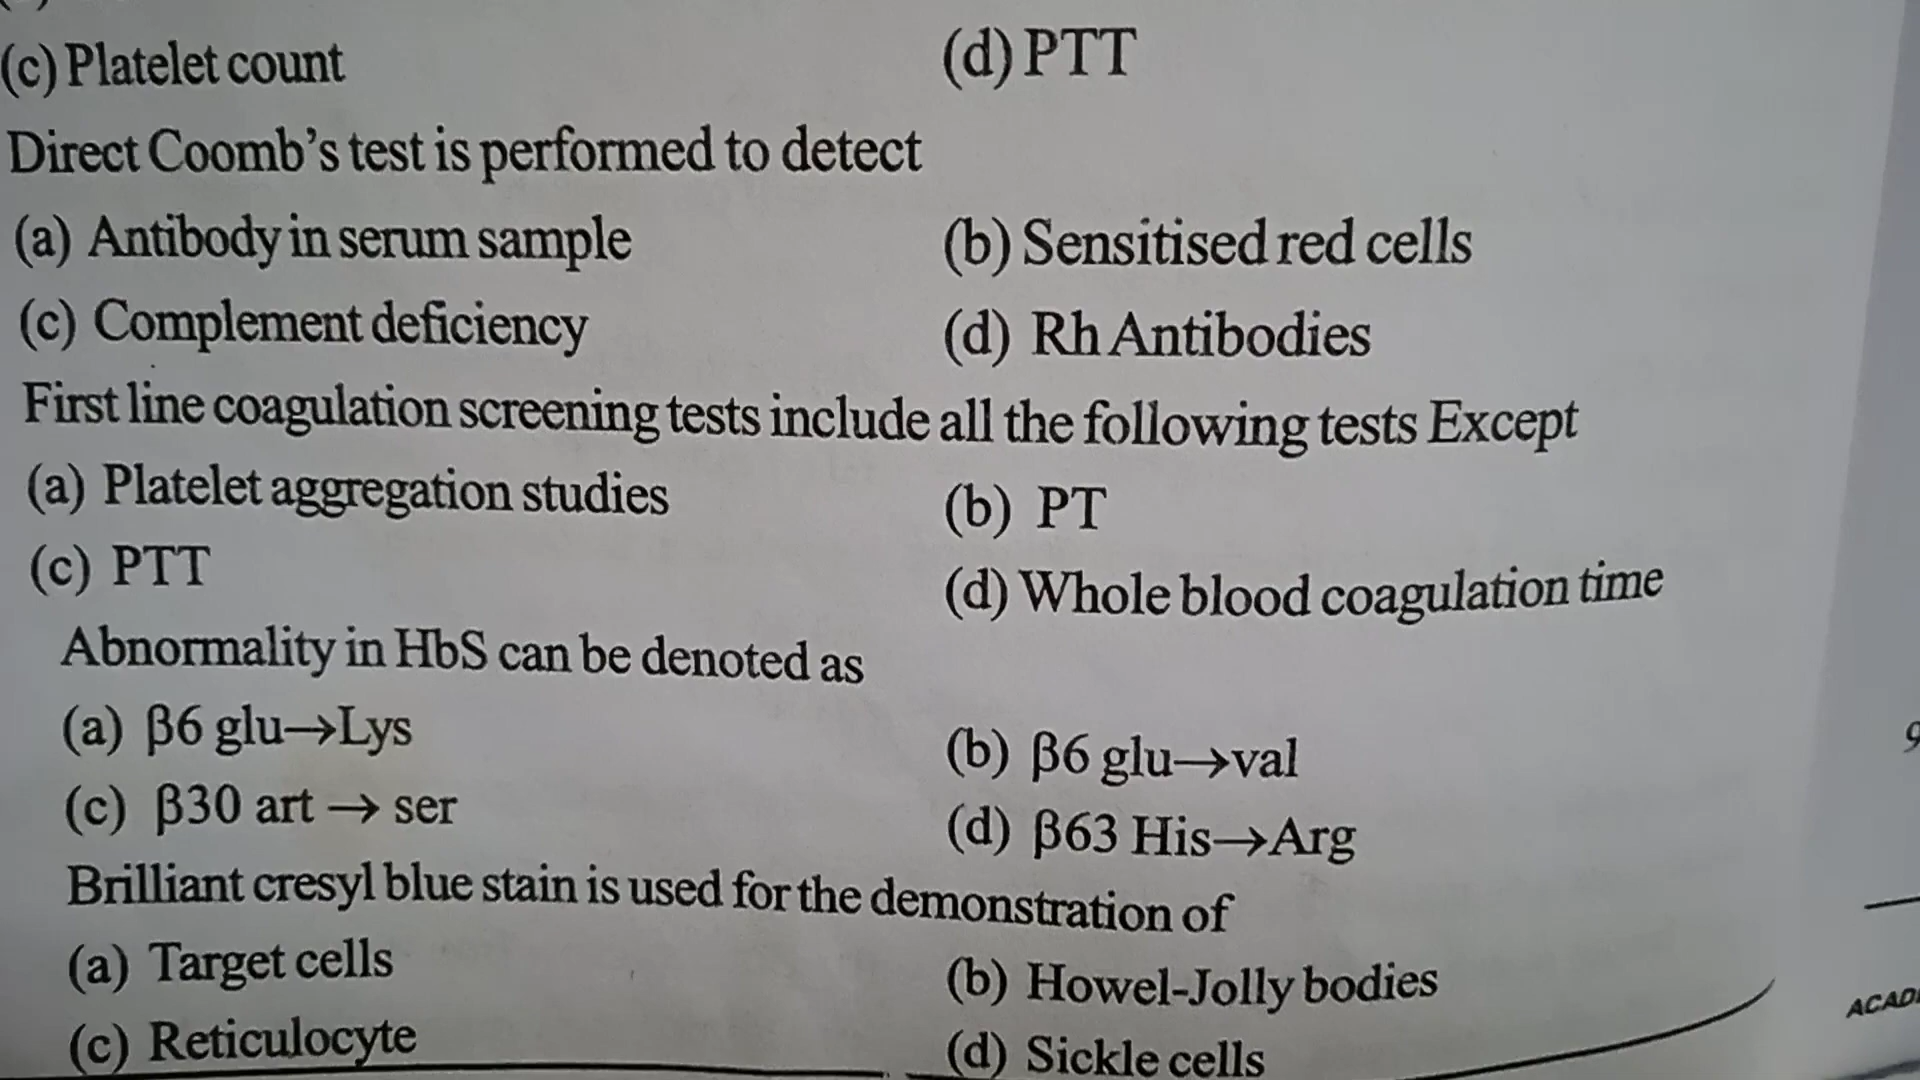 (c) Platelet count (d) PTT
Direct Coomb's test is performed to detect
(a) Antibody in serum sample (b) Sensitised red cells
(c) Complement deficiency (d) Rh Antibodies
First line coagulation screening tests include all the following tests Except
(a) Platelet aggregation studies (b) PT
(c) PTT (d) Whole blood coagulation time
Abnormality in HbS can be denoted as
(a) β6 glu→Lys (b) β6 glu→val
(c) β30 art → ser (d) β63 His→Arg
Brilliant cresyl blue stain is used for the demonstration of
(a) Target cells (b) Howel-Jolly bodies
(c) Reticulocyte (d) Sickle cells